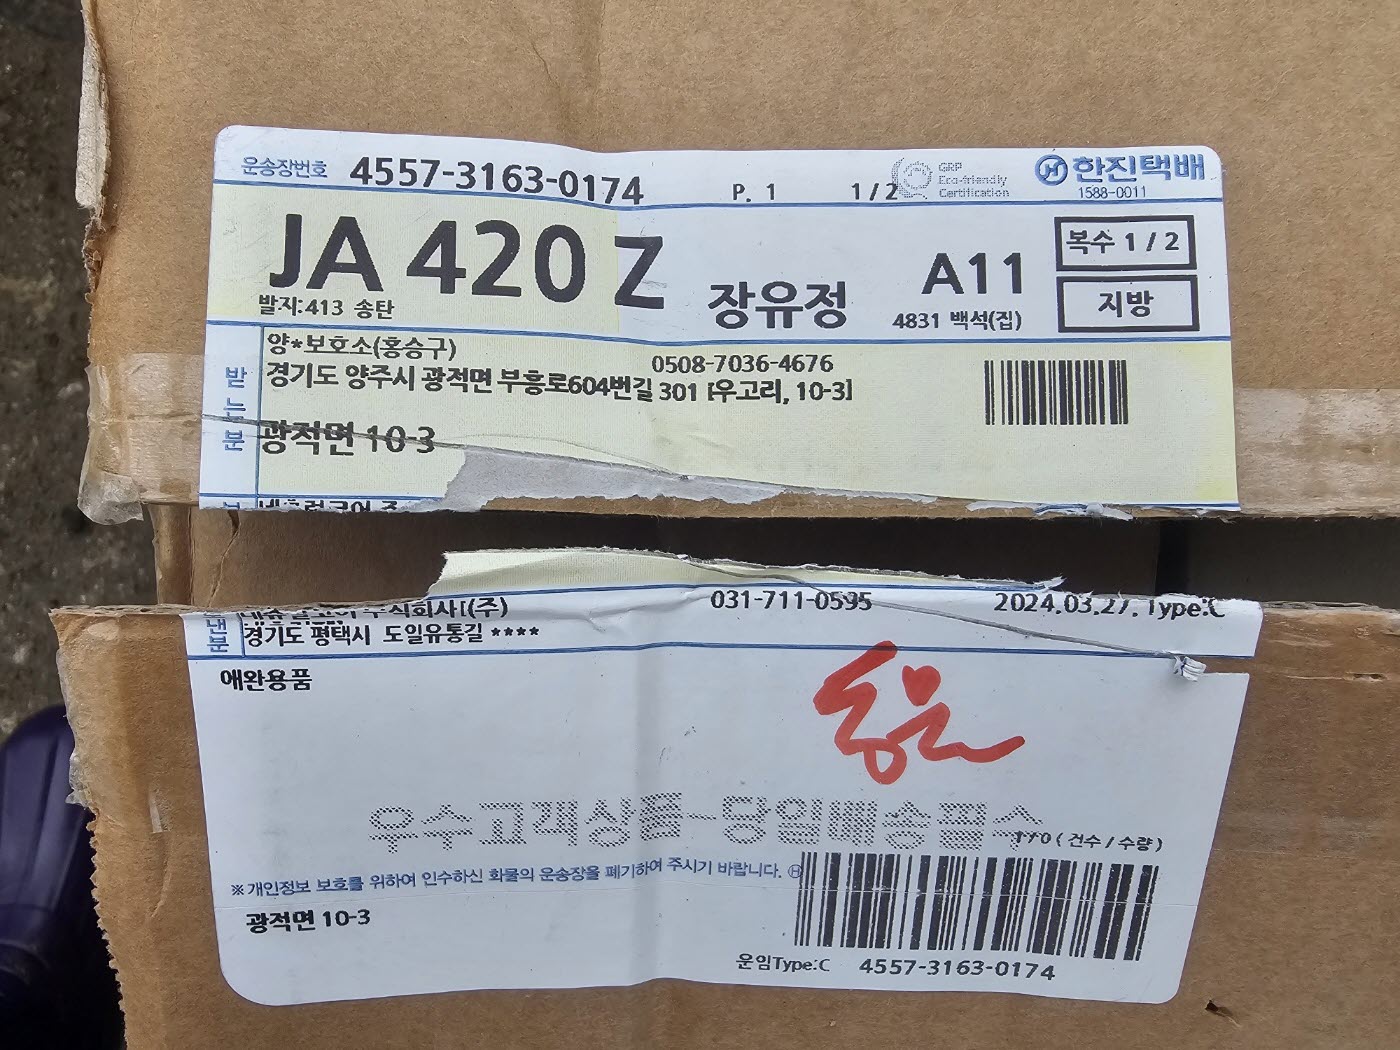 운송장번호 4557-3163-0174 P. 1 1/2 GRP Eco-friendly Certification 한진택배
1588-0011
JA 420 Z 장유정 A11 복수 1 / 2
발지:413 송탄 4831 백석(집) 지방
받는분
양*보호소(홍승구) 0508-7036-4676
경기도 양주시 광적면 부흥로604번길 301 [우고리, 10-3]
광적면 10-3
031-711-0595 2024.03.27. Type:C
경기도 평택시 도일유통길 ****
애완용품
우수고객상품-당일배송필수
(건수 / 수량)
※개인정보 보호를 위하여 인수하신 화물의 운송장을 폐기하여 주시기 바랍니다.
광적면 10-3
운임Type:C 4557-3163-0174